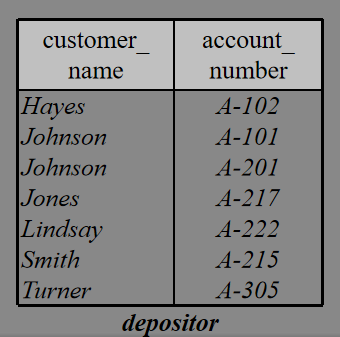 customer_ account_
name number
Hayes A-102
Johnson A-101
Johnson A-201
Jones A-217
Lindsay A-222
Smith A-215
Turner A-305
depositor